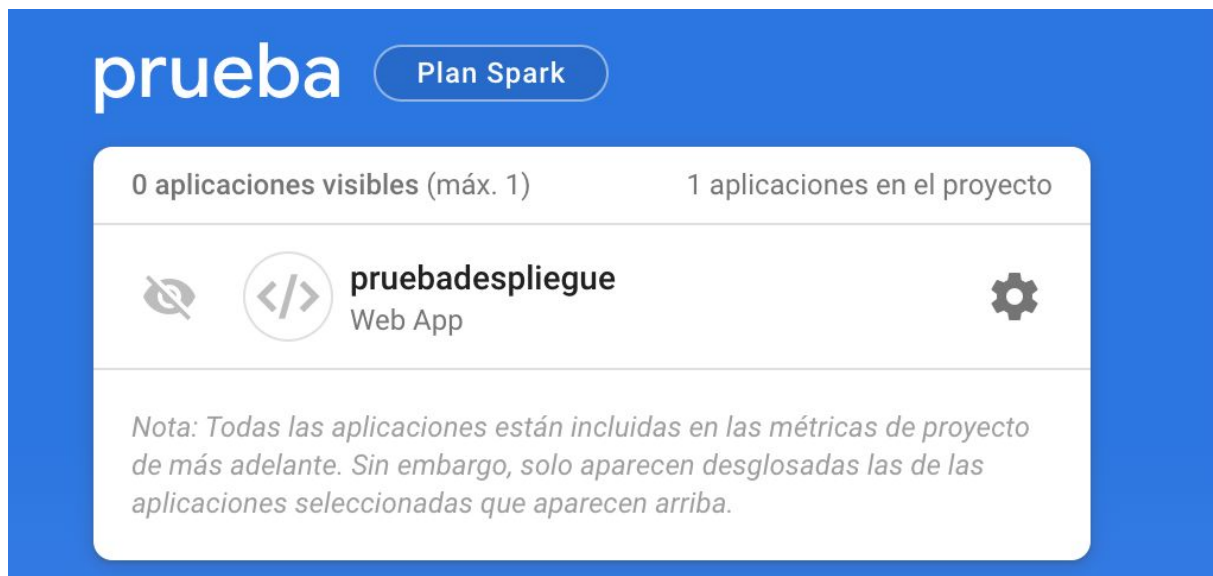 prueba Plan Spark
0 aplicaciones visibles (máx. 1) 1 aplicaciones en el proyecto
pruebadespliegue
Web App
Nota: Todas las aplicaciones están incluidas en las métricas de proyecto
de más adelante. Sin embargo, solo aparecen desglosadas las de las
aplicaciones seleccionadas que aparecen arriba.